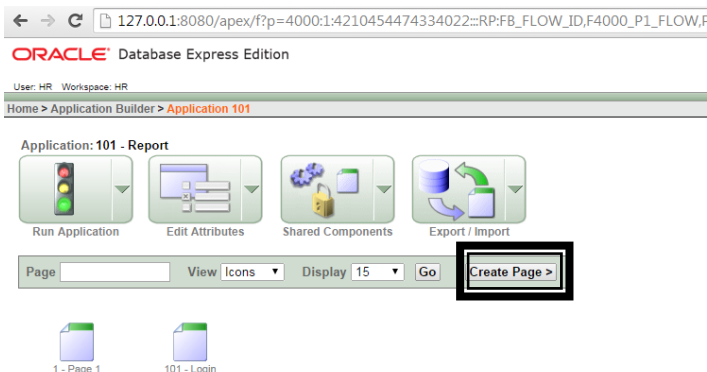 127.0.0.1:8080/apex/f?p=4000:1:4210454474334022:::RP:FB_FLOW_ID,F4000_P1_FLOW,F
ORACLE Database Express Edition
User: HR Workspace: HR
Home > Application Builder > Application 101
Application: 101 - Report
Run Application Edit Attributes Shared Components Export / Import
Page View Icons Display 15 Go Create Page >
1 - Page 1 101 - Login